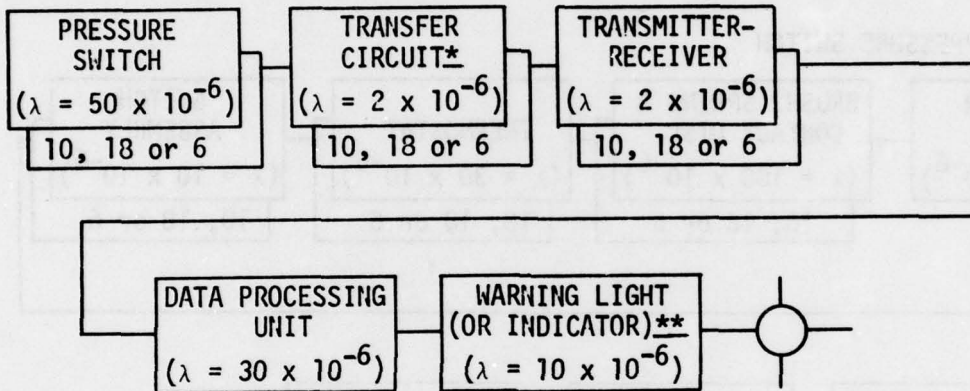 PRESSURE
SWITCH
(λ = 50 x 10⁻⁶)
10, 18 or 6
TRANSFER
CIRCUIT*
(λ = 2 x 10⁻⁶)
10, 18 or 6
TRANSMITTER-
RECEIVER
(λ = 2 x 10⁻⁶)
10, 18 or 6
DATA PROCESSING
UNIT
(λ = 30 x 10⁻⁶)
WARNING LIGHT
(OR INDICATOR)**
(λ = 10 x 10⁻⁶)